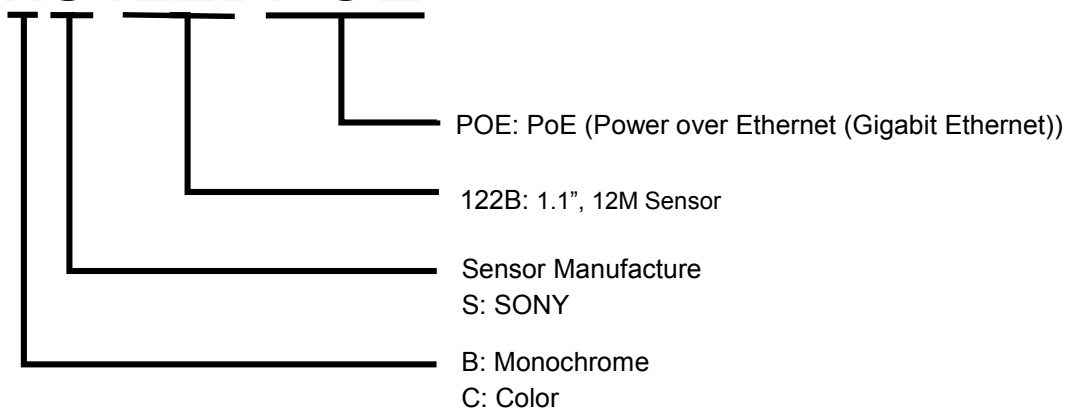 POE: PoE (Power over Ethernet (Gigabit Ethernet))
122B: 1.1”, 12M Sensor
Sensor Manufacture
S: SONY
B: Monochrome
C: Color